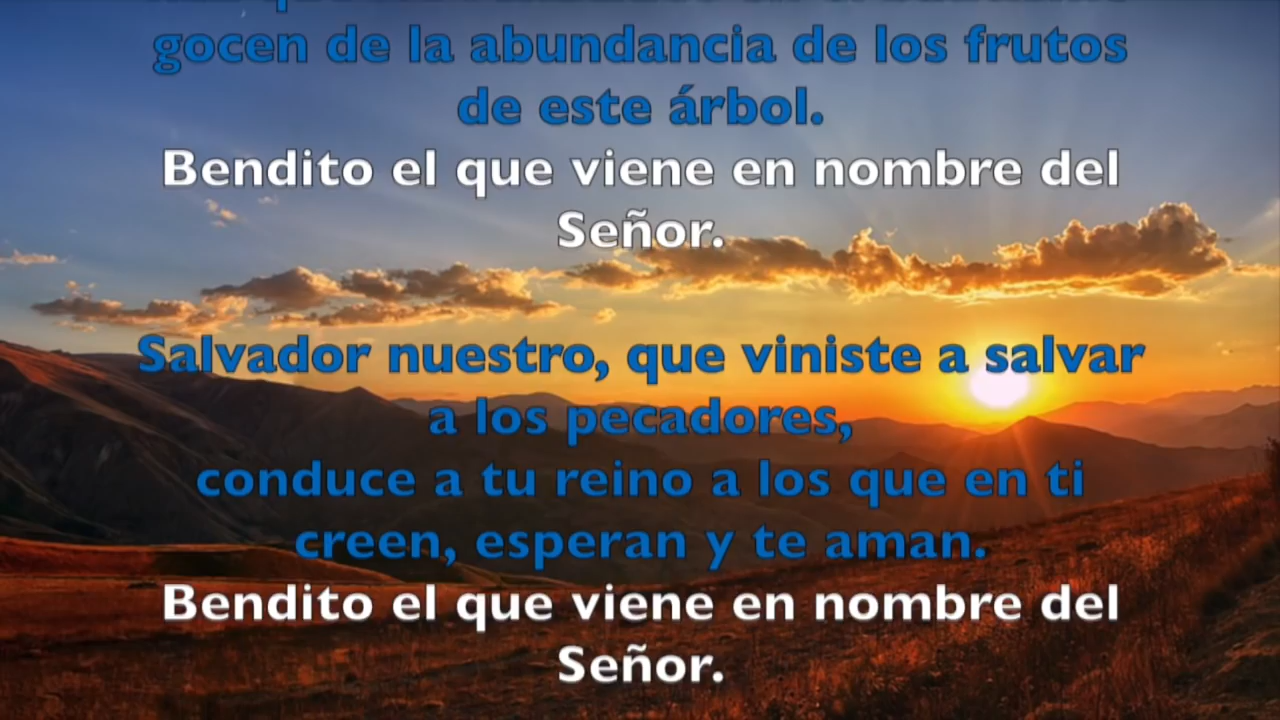 gocen de la abundancia de los frutos
de este árbol.
Bendito el que viene en nombre del
Señor.
Salvador nuestro, que viniste a salvar
a los pecadores,
conduce a tu reino a los que en ti
creen, esperan y te aman.
Bendito el que viene en nombre del
Señor.